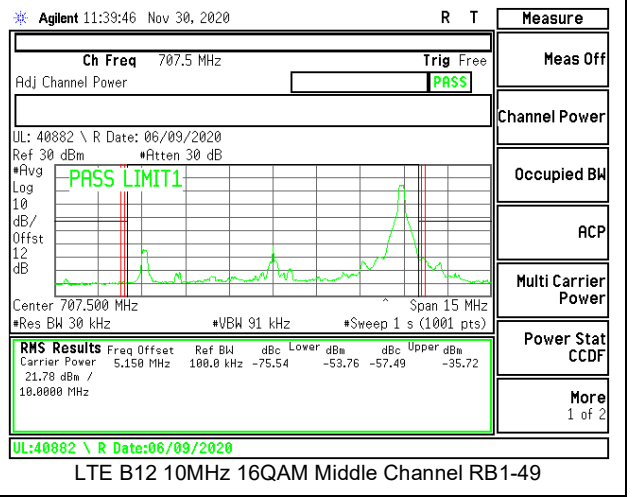 Agilent 11:39:46 Nov 30, 2020 R T Measure
Ch Freq 707.5 MHz Trig Free
Meas Off
Adj Channel Power PASS
Channel Power
UL: 40882 \ R Date: 06/09/2020
Ref 30 dBm #Atten 30 dB
#Avg
Log
10
dB/
Offst
12
dB
PASS LIMIT1
Occupied BW
ACP
Multi Carrier
Power
Center 707.500 MHz Span 15 MHz
#Res BW 30 kHz #VBW 91 kHz #Sweep 1 s (1001 pts)
Power Stat
CCDF
RMS Results Freq Offset Ref BW dBc Lower dBm dBc Upper dBm
Carrier Power 5.150 MHz 100.0 kHz -75.54 -53.76 -57.49 -35.72
21.78 dBm /
10.0000 MHz
More
1 of 2
UL:40882 \ R Date:06/09/2020
LTE B12 10MHz 16QAM Middle Channel RB1-49